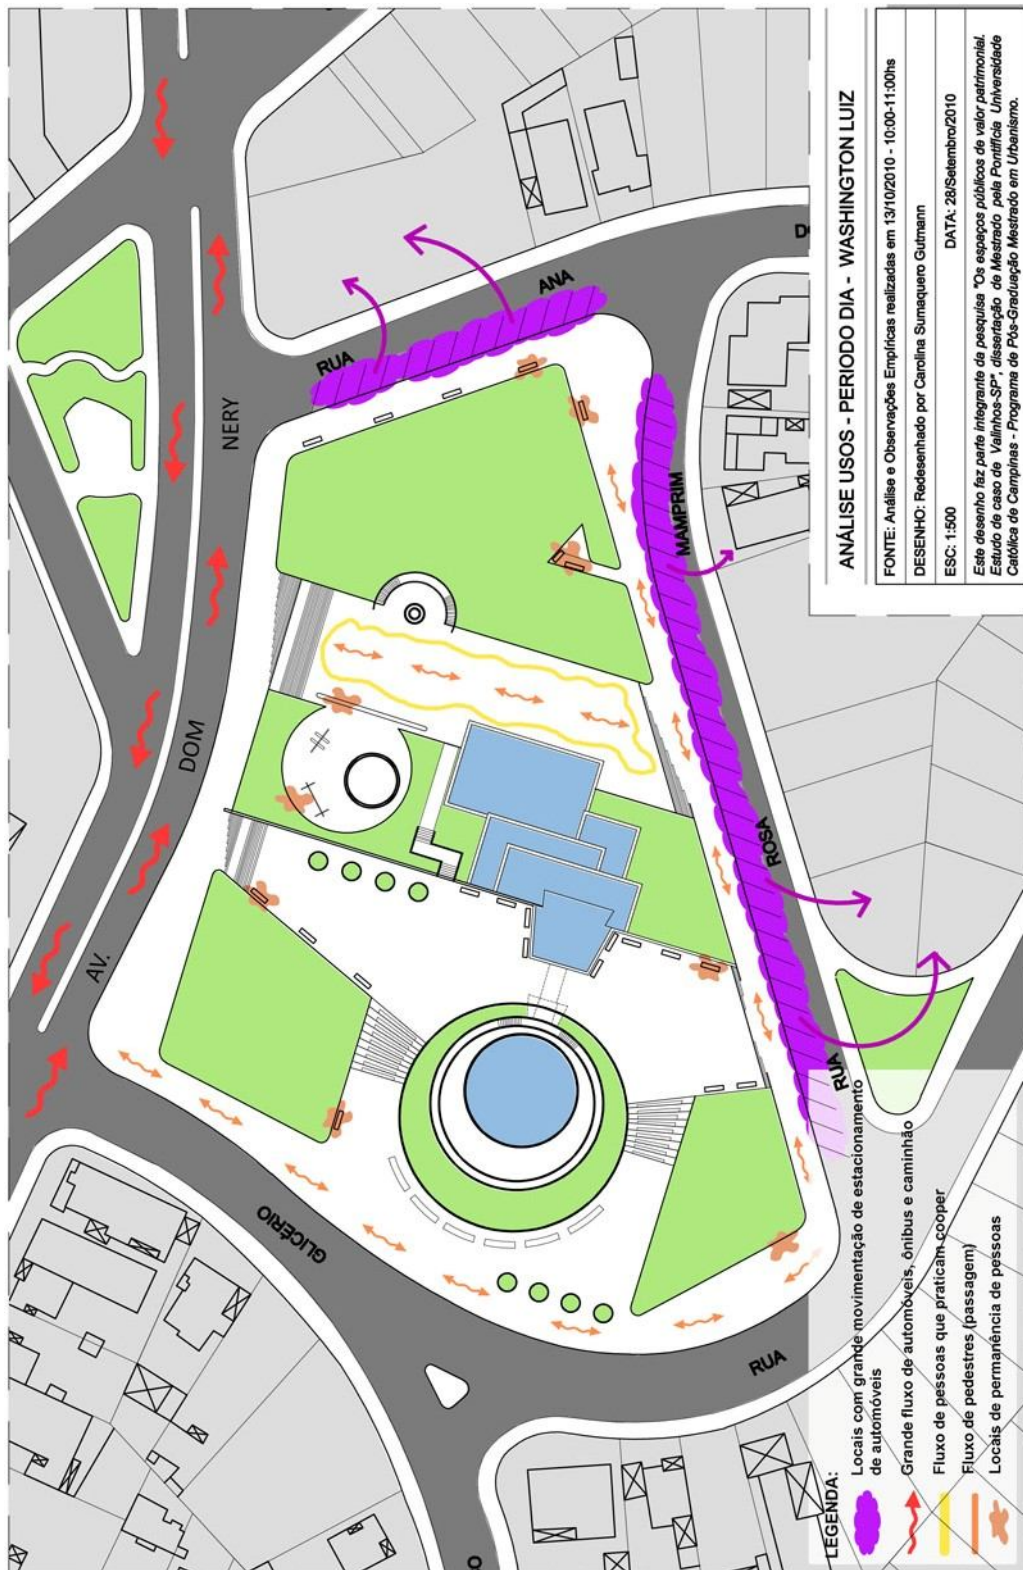 ANÁLISE USOS - PERIODO DIA - WASHINGTON LUIZ
FONTE: Análise e Observações Empíricas realizadas em 13/10/2010 - 10:00-11:00hs
DESENHO: Redesenhado por Carolina Sumaquero Gutmann
ESC: 1:500 DATA: 28/Setembro/2010
Este desenho faz parte integrante da pesquisa "Os espaços públicos de valor patrimonial.
Estudo de caso de Valinhos-SP", dissertação de Mestrado pela Pontifícia Universidade
Católica de Campinas - Programa de Pós-Graduação Mestrado em Urbanismo.
AV. DOM NERY
RUA ANA
DO
RUA ROSA MAMPRIM
RUA GLICÉRIO
O
LEGENDA:
Locais com grande movimentação de estacionamento
de automóveis
Grande fluxo de automóveis, ônibus e caminhão
Fluxo de pessoas que praticam cooper
Fluxo de pedestres (passagem)
Locais de permanência de pessoas